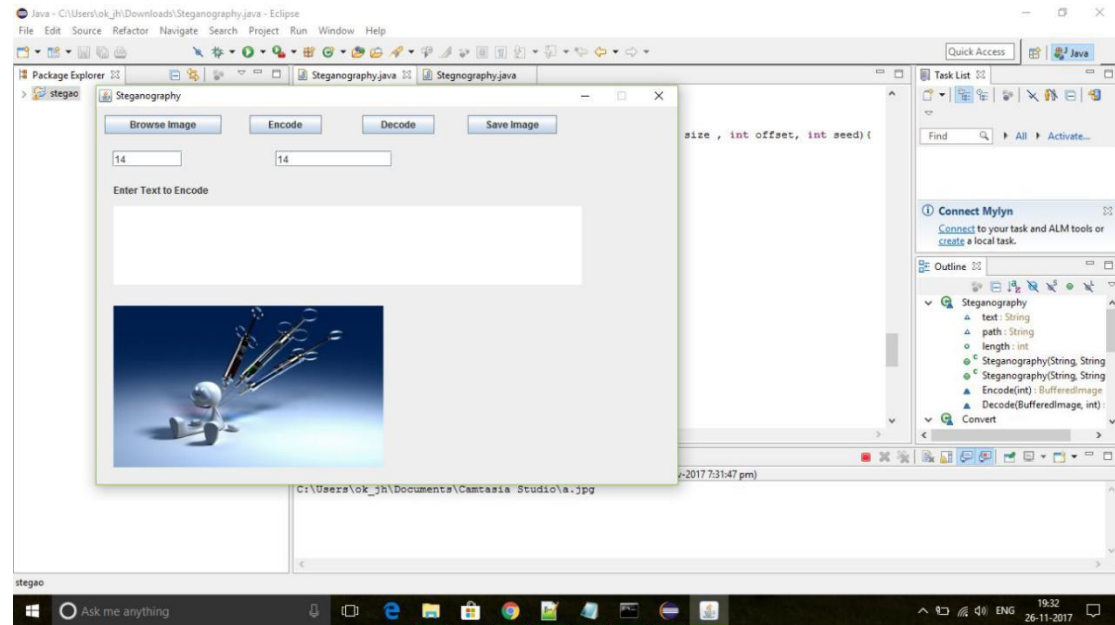 Java - C:\Users\ok_jh\Downloads\Steganography.java - Eclipse
File Edit Source Refactor Navigate Search Project Run Window Help
Quick Access
Java
Package Explorer
Steganography.java
Stegnography.java
Task List
stegao
Steganography
Browse Image Encode Decode Save Image
size , int offset, int seed){
Find All Activate...
14 14
Enter Text to Encode
Connect Mylyn
Connect to your task and ALM tools or
create a local task.
Outline
Steganography
text : String
path : String
length : int
Steganography(String, String
Steganography(String, String
Encode(int) : BufferedImage
Decode(BufferedImage, int) :
Convert
v-2017 7:31:47 pm)
C:\Users\ok_jh\Documents\Camtasia Studio\a.jpg
stegao
Ask me anything
ENG
19:32
26-11-2017